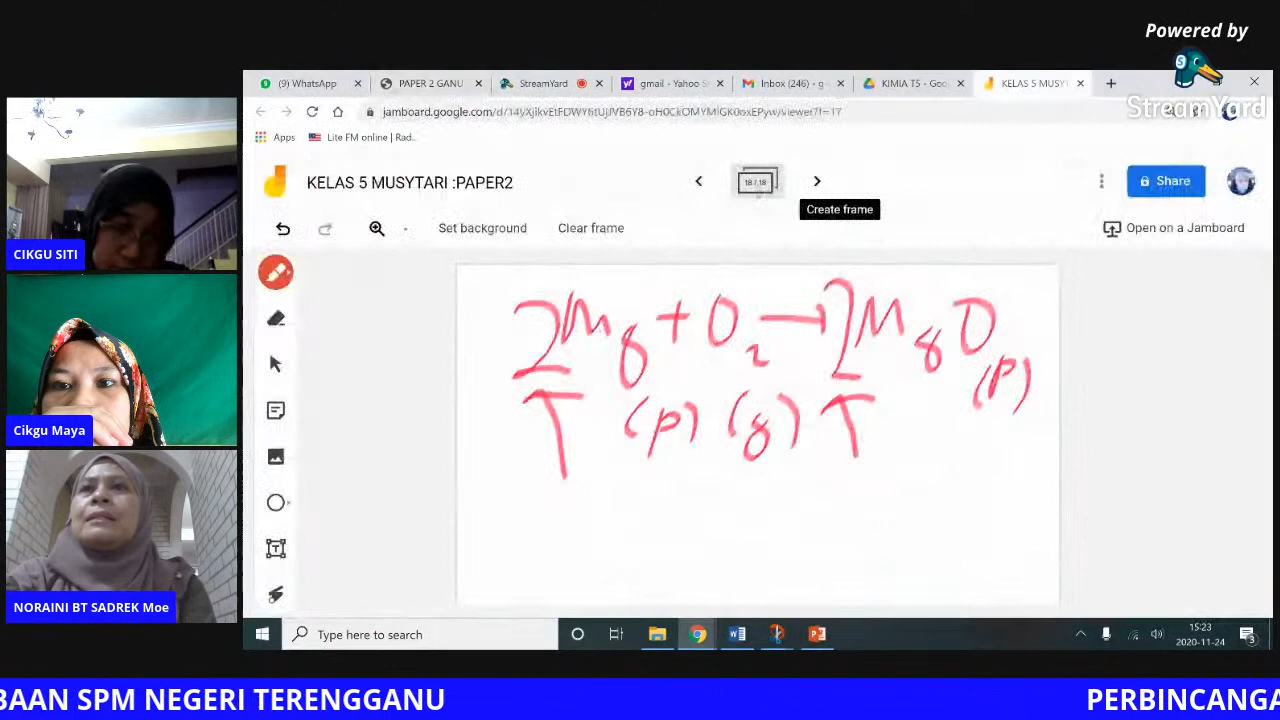 Powered by
StreamYard
(9) WhatsApp
PAPER 2 GANU
StreamYard
gmail - Yahoo S
Inbox (246) - g
KIMIA T5 - Goo
KELAS 5 MUSYT
Apps
Lite FM online | Rad..
KELAS 5 MUSYTARI :PAPER2
18 / 18
Create frame
Share
Set background
Clear frame
Open on a Jamboard
2Mg + O2 → 2MgO
(p) (g) (p)
CIKGU SITI
Cikgu Maya
NORAINI BT SADREK Moe
Type here to search
15:23
2020-11-24
3
BAAN SPM NEGERI TERENGGANU
PERBINCANGA